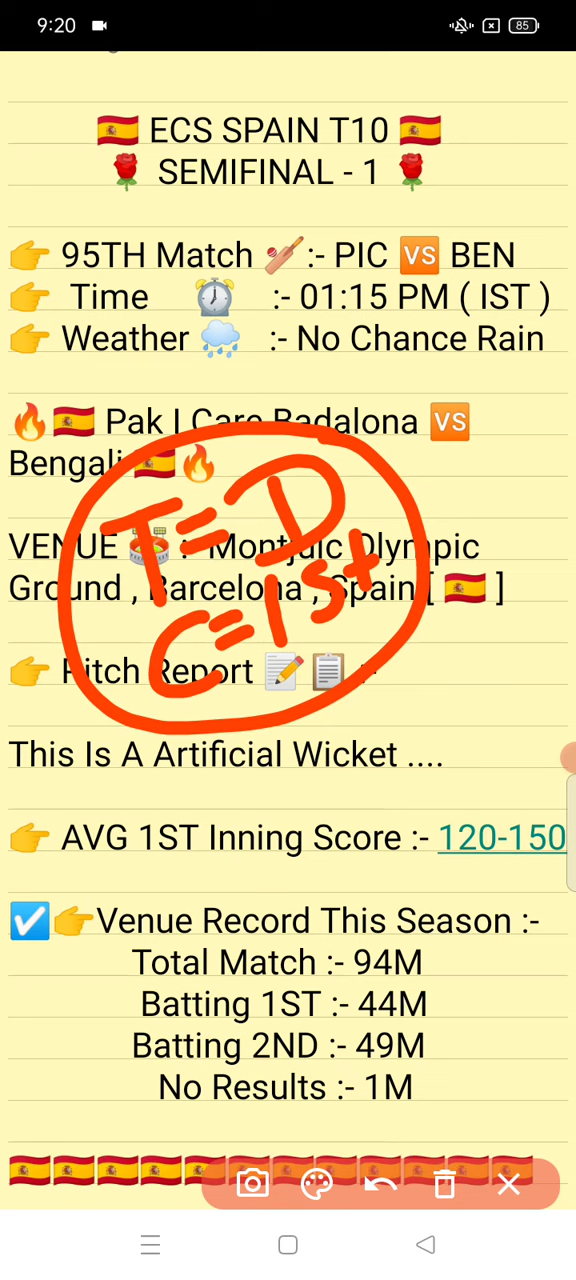 9:20
85
🇪🇸 ECS SPAIN T10 🇪🇸
🌹 SEMIFINAL - 1 🌹
👉 95TH Match 🏏:- PIC 🆚 BEN
👉 Time ⏰ :- 01:15 PM ( IST )
👉 Weather 🌧️ :- No Chance Rain
🔥🇪🇸 Pak I Care Badalona 🆚
Bengali 🇪🇸🔥
T=D
VENUE 🏟️ :- Montjuic Olympic
Ground , Barcelona , Spain [ 🇪🇸 ]
C=1st
👉 Pitch Report 📝📋 :-
This Is A Artificial Wicket ....
👉 AVG 1ST Inning Score :- 120-150
☑️👉Venue Record This Season :-
Total Match :- 94M
Batting 1ST :- 44M
Batting 2ND :- 49M
No Results :- 1M